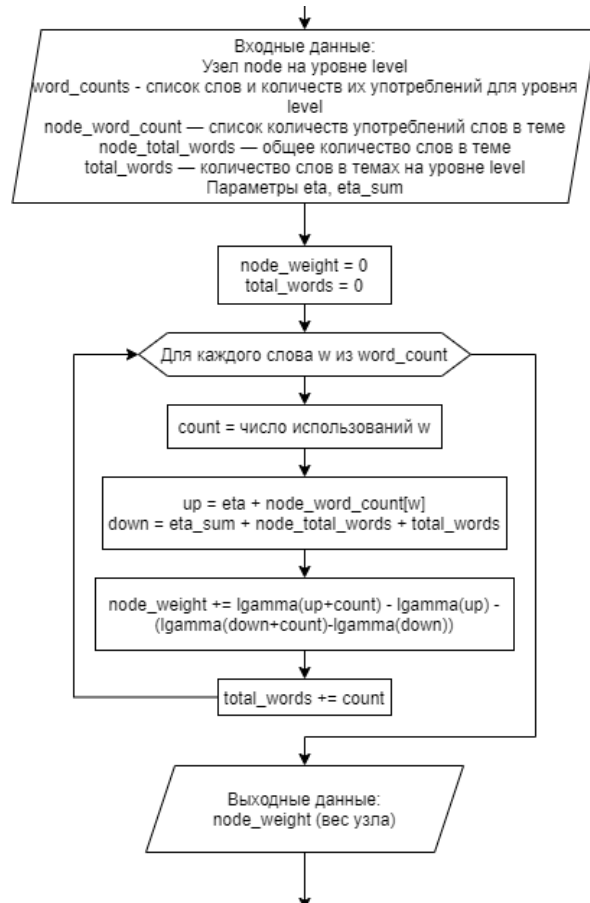 Входные данные:
Узел node на уровне level
word_counts - список слов и количеств их употреблений для уровня
level
node_word_count — список количеств употреблений слов в теме
node_total_words — общее количество слов в теме
total_words — количество слов в темах на уровне level
Параметры eta, eta_sum
node_weight = 0
total_words = 0
Для каждого слова w из word_count
count = число использований w
up = eta + node_word_count[w]
down = eta_sum + node_total_words + total_words
node_weight += lgamma(up+count) - lgamma(up) -
(lgamma(down+count)-lgamma(down))
total_words += count
Выходные данные:
node_weight (вес узла)